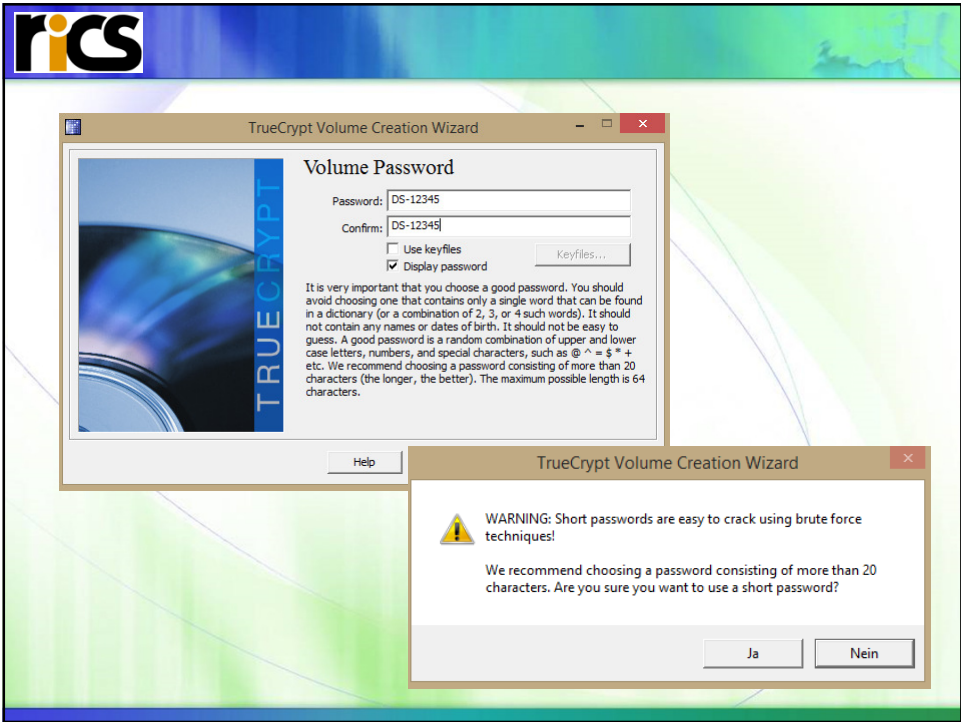 rics
TrueCrypt Volume Creation Wizard
TRUECRYPT
Volume Password
Password: DS-12345
Confirm: DS-12345
Use keyfiles
Keyfiles...
Display password
It is very important that you choose a good password. You should
avoid choosing one that contains only a single word that can be found
in a dictionary (or a combination of 2, 3, or 4 such words). It should
not contain any names or dates of birth. It should not be easy to
guess. A good password is a random combination of upper and lower
case letters, numbers, and special characters, such as @ ^ = $ * +
etc. We recommend choosing a password consisting of more than 20
characters (the longer, the better). The maximum possible length is 64
characters.
Help
TrueCrypt Volume Creation Wizard
WARNING: Short passwords are easy to crack using brute force
techniques!
We recommend choosing a password consisting of more than 20
characters. Are you sure you want to use a short password?
Ja
Nein